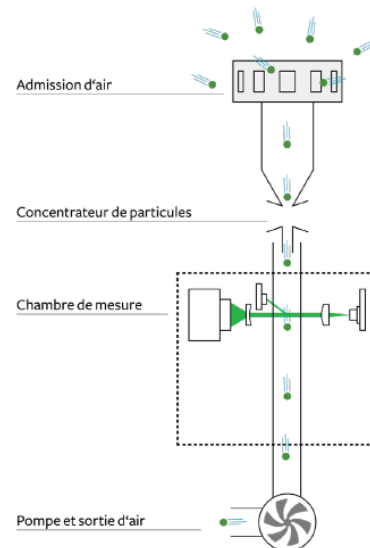 Admission d‘air
Concentrateur de particules
Chambre de mesure
Pompe et sortie d‘air